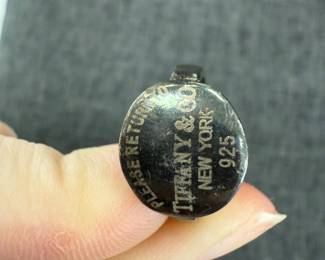 PLEASE RETURN TO
TIFFANY & CO
NEW YORK
925